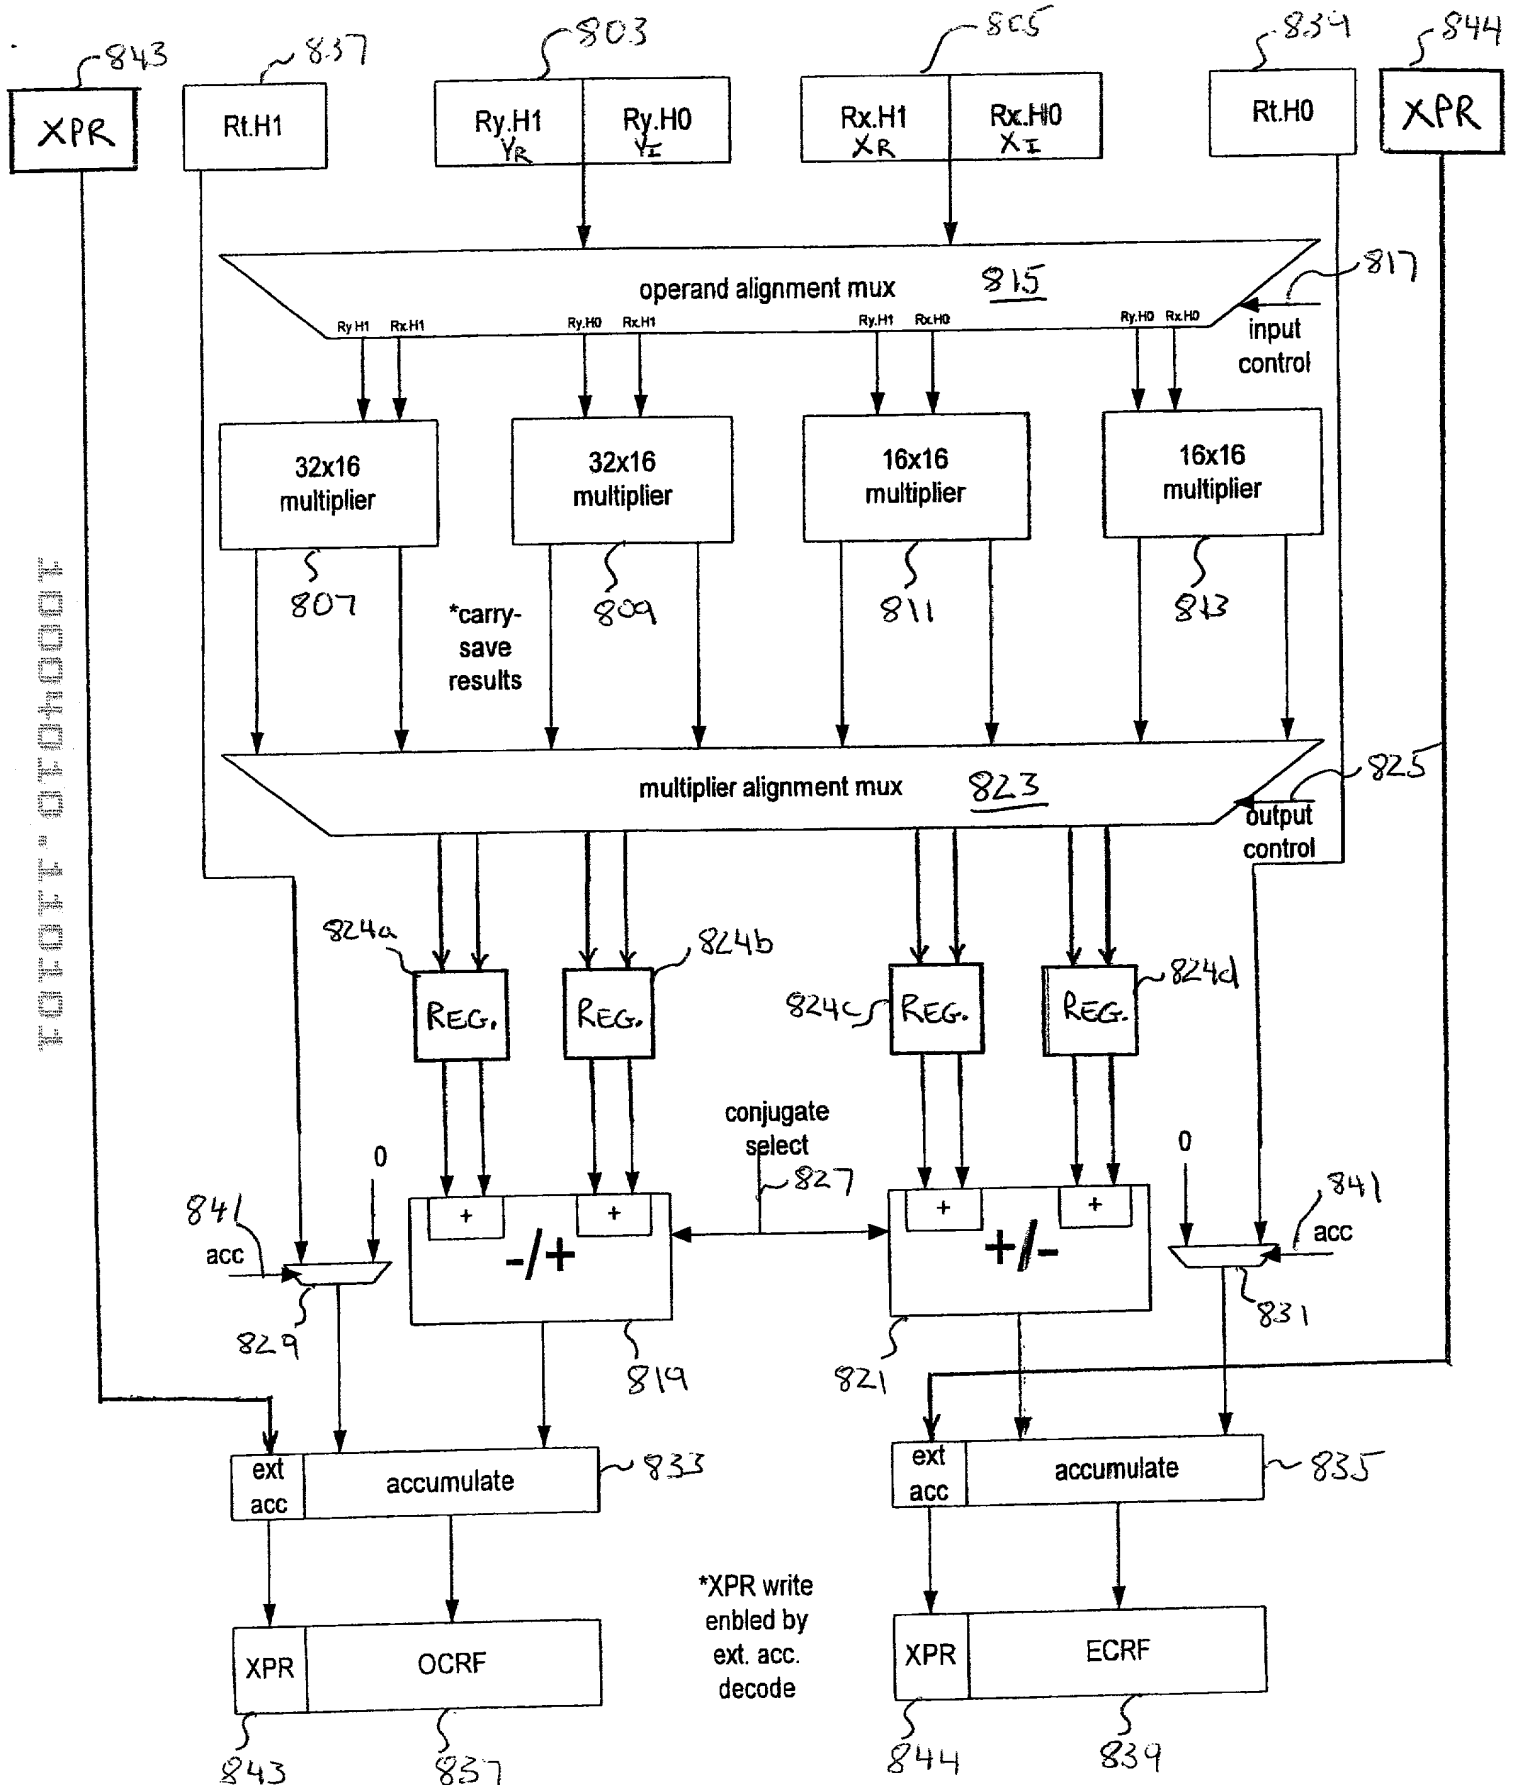 843
837
803
805
839
844
XPR
Rt.H1
Ry.H1
YR
Ry.H0
YI
Rx.H1
XR
Rx.H0
XI
Rt.H0
XPR
operand alignment mux
815
817
input
control
Ry.H1
Rx.H1
Ry.H0
Rx.H1
Ry.H1
Rx.H0
Ry.H0
Rx.H0
32x16
multiplier
32x16
multiplier
16x16
multiplier
16x16
multiplier
807
809
811
813
*carry-
save
results
multiplier alignment mux
823
825
output
control
824a
824b
824c
824d
REG.
REG.
REG.
REG.
conjugate
select
827
0
0
841
acc
841
acc
+
+
-/+
+
+
+/-
829
819
821
831
ext
acc
accumulate
833
ext
acc
accumulate
835
*XPR write
enbled by
ext. acc.
decode
XPR
OCRF
XPR
ECRF
843
837
844
839
10004010.110101